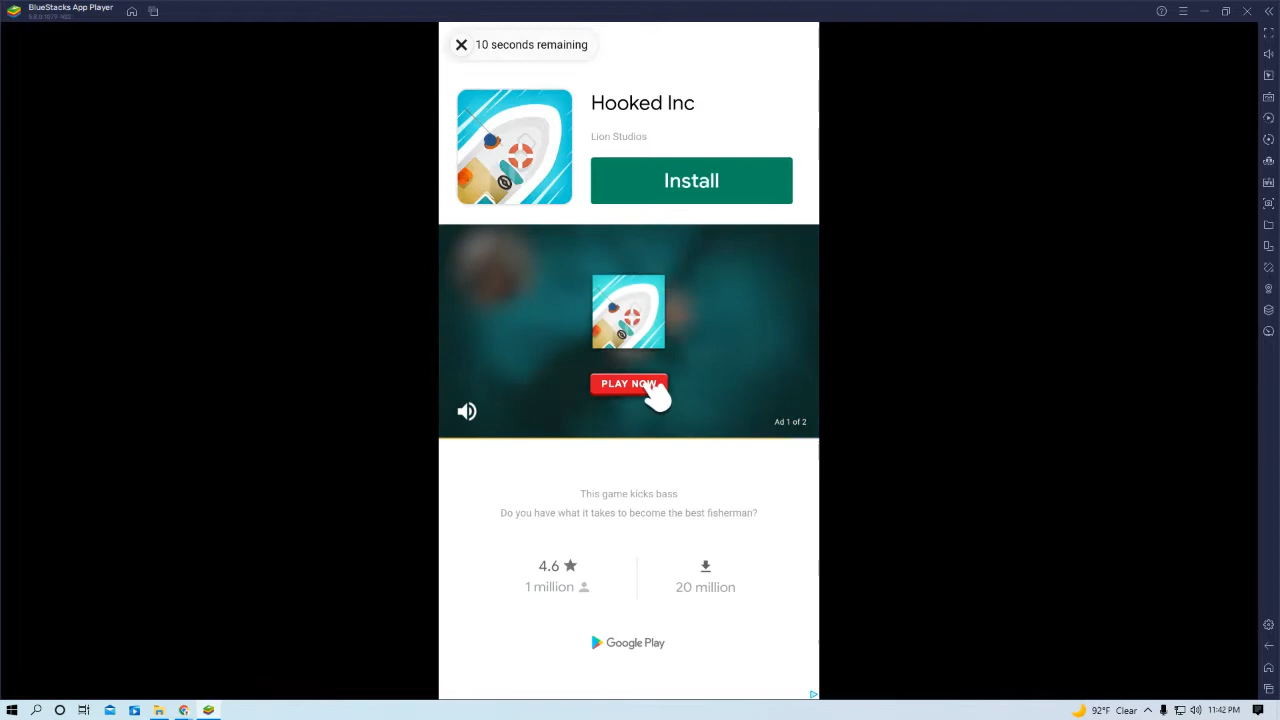 BlueStacks App Player
10 seconds remaining
Hooked Inc
Lion Studios
Install
PLAY NOW
Ad 1 of 2
This game kicks bass
Do you have what it takes to become the best fisherman?
4.6
1 million
20 million
Google Play
92°F Clear
11:42 PM